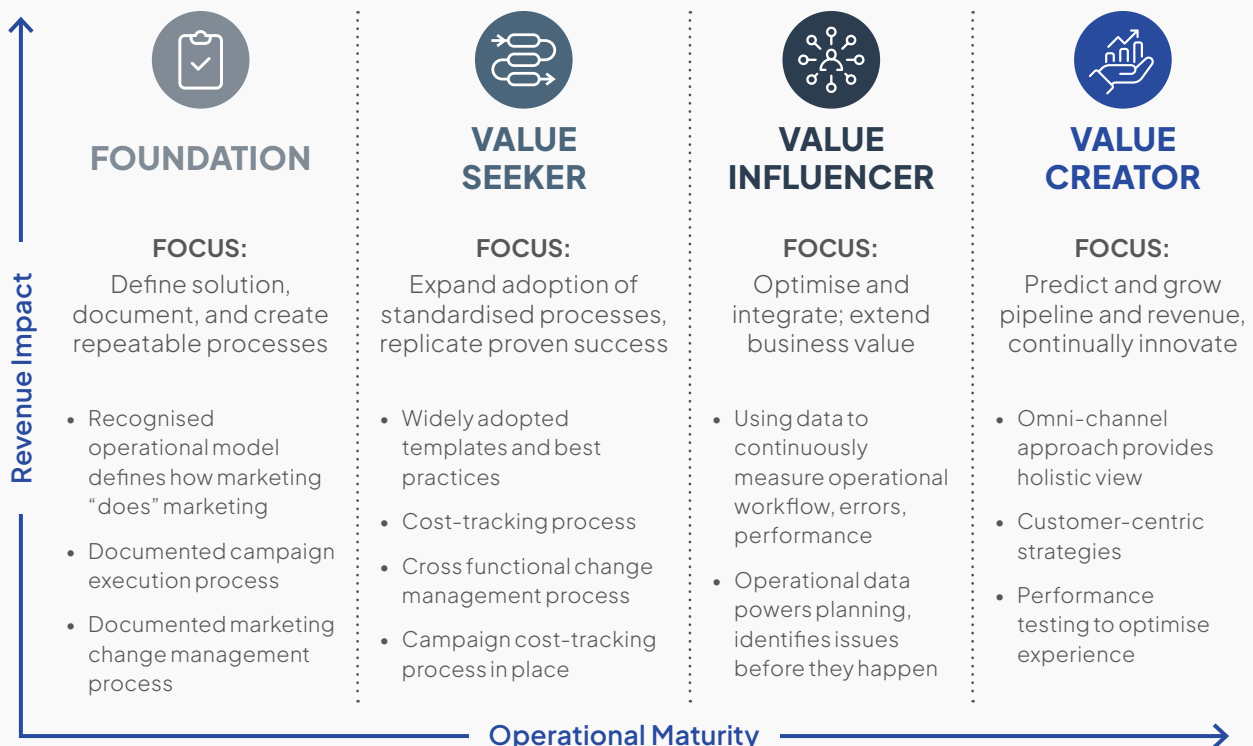 Revenue Impact
FOUNDATION
FOCUS:
Define solution,
document, and create
repeatable processes
• Recognised
operational model
defines how marketing
“does” marketing
• Documented campaign
execution process
• Documented marketing
change management
process
VALUE
SEEKER
FOCUS:
Expand adoption of
standardised processes,
replicate proven success
• Widely adopted
templates and best
practices
• Cost-tracking process
• Cross functional change
management process
• Campaign cost-tracking
process in place
VALUE
INFLUENCER
FOCUS:
Optimise and
integrate; extend
business value
• Using data to
continuously
measure operational
workflow, errors,
performance
• Operational data
powers planning,
identifies issues
before they happen
VALUE
CREATOR
FOCUS:
Predict and grow
pipeline and revenue,
continually innovate
• Omni-channel
approach provides
holistic view
• Customer-centric
strategies
• Performance
testing to optimise
experience
Operational Maturity